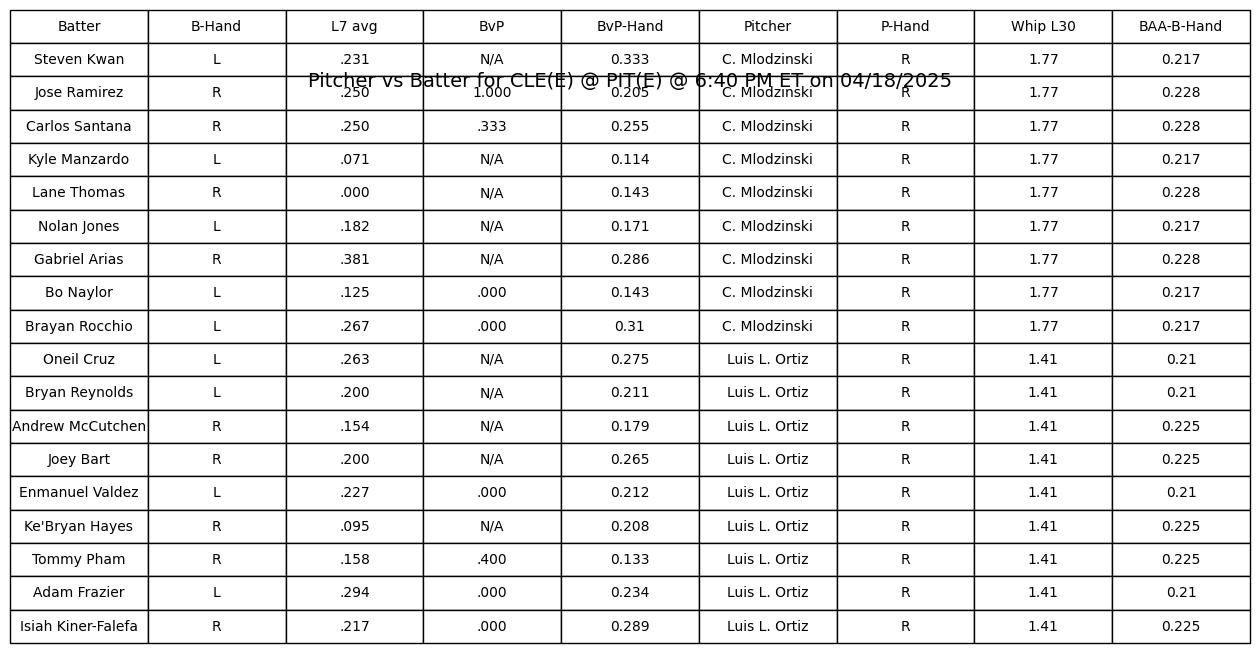 Batter B-Hand L7 avg BvP BvP-Hand Pitcher P-Hand Whip L30 BAA-B-Hand
Steven Kwan L .231 N/A 0.333 C. Mlodzinski R 1.77 0.217
Pitcher vs Batter for CLE(E) @ PIT(E) @ 6:40 PM ET on 04/18/2025
Jose Ramirez R .250 1.000 0.205 C. Mlodzinski R 1.77 0.228
Carlos Santana R .250 .333 0.255 C. Mlodzinski R 1.77 0.228
Kyle Manzardo L .071 N/A 0.114 C. Mlodzinski R 1.77 0.217
Lane Thomas R .000 N/A 0.143 C. Mlodzinski R 1.77 0.228
Nolan Jones L .182 N/A 0.171 C. Mlodzinski R 1.77 0.217
Gabriel Arias R .381 N/A 0.286 C. Mlodzinski R 1.77 0.228
Bo Naylor L .125 .000 0.143 C. Mlodzinski R 1.77 0.217
Brayan Rocchio L .267 .000 0.31 C. Mlodzinski R 1.77 0.217
Oneil Cruz L .263 N/A 0.275 Luis L. Ortiz R 1.41 0.21
Bryan Reynolds L .200 N/A 0.211 Luis L. Ortiz R 1.41 0.21
Andrew McCutchen R .154 N/A 0.179 Luis L. Ortiz R 1.41 0.225
Joey Bart R .200 N/A 0.265 Luis L. Ortiz R 1.41 0.225
Enmanuel Valdez L .227 .000 0.212 Luis L. Ortiz R 1.41 0.21
Ke'Bryan Hayes R .095 N/A 0.208 Luis L. Ortiz R 1.41 0.225
Tommy Pham R .158 .400 0.133 Luis L. Ortiz R 1.41 0.225
Adam Frazier L .294 .000 0.234 Luis L. Ortiz R 1.41 0.21
Isiah Kiner-Falefa R .217 .000 0.289 Luis L. Ortiz R 1.41 0.225